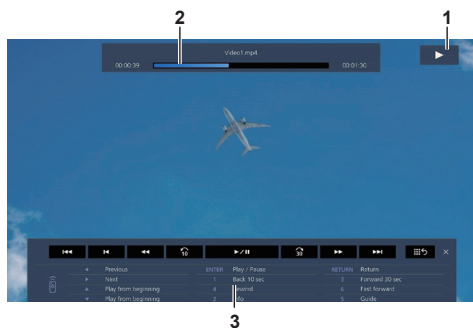 2
1
Video1.mp4
00:00:39
00:01:30
10
30
Previous ENTER Play / Pause RETURN Return
Next 1 Back 10 sec 3 Forward 30 sec
Play from beginning 4 Rewind 6 Fast forward
Play from beginning 2 Info 5 Guide
3